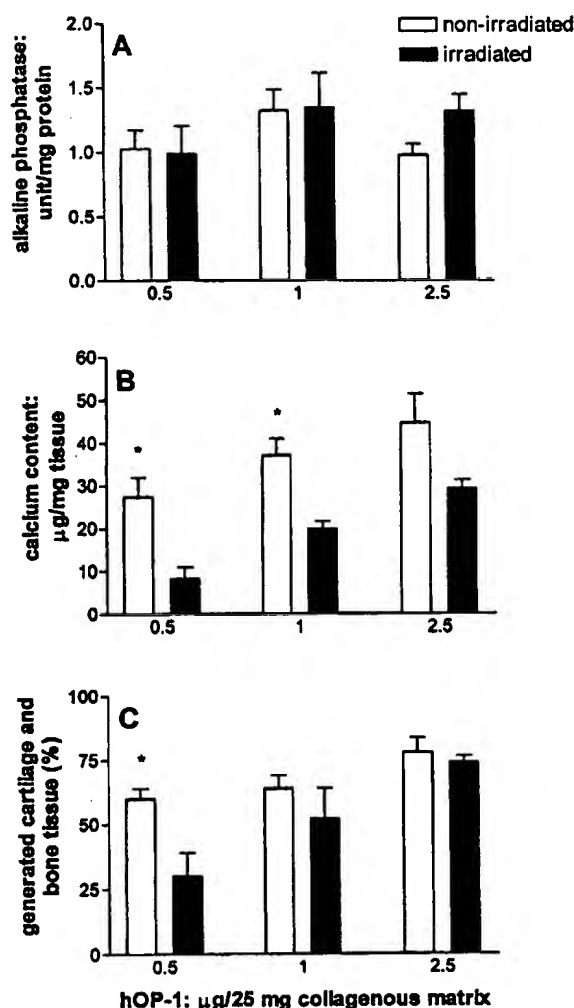 non-irradiated
irradiated
A
alkaline phosphatase:
unit/mg protein
2.0
1.5
1.0
0.5
0.0
0.5 1 2.5
B
calcium content:
µg/mg tissue
60
50
40
30
20
10
0
* *
0.5 1 2.5
C
generated cartilage and
bone tissue (%)
100
75
50
25
0
*
0.5 1 2.5
hOP-1: µg/25 mg collagenous matrix